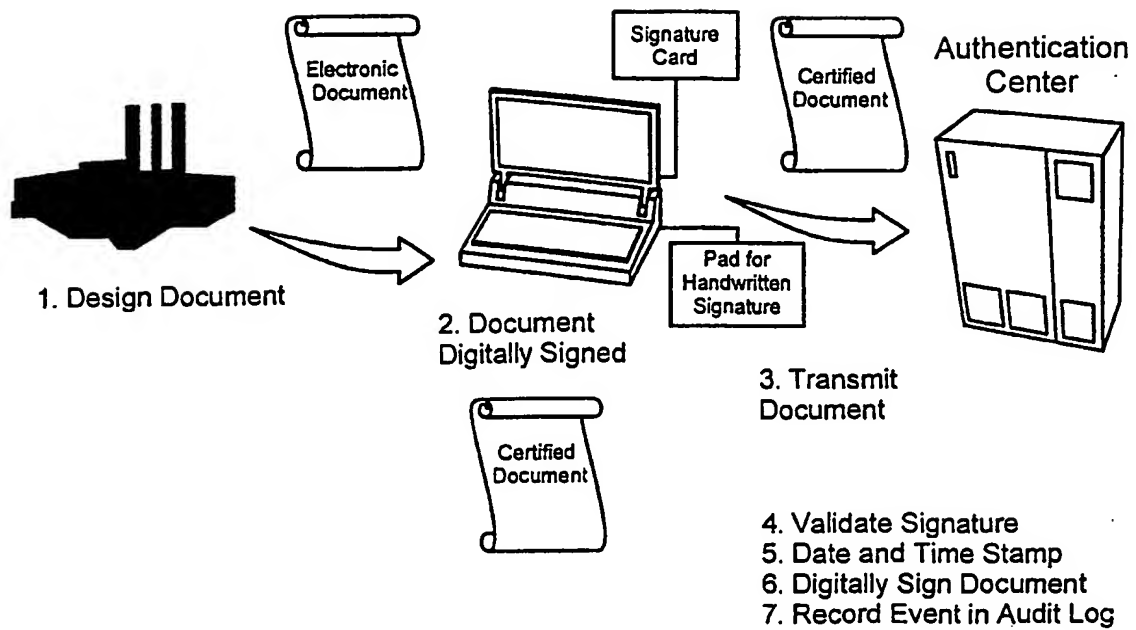 Electronic
Document
Signature
Card
Certified
Document
Authentication
Center
1. Design Document
Pad for
Handwritten
Signature
2. Document
Digitally Signed
3. Transmit
Document
Certified
Document
4. Validate Signature
5. Date and Time Stamp
6. Digitally Sign Document
7. Record Event in Audit Log